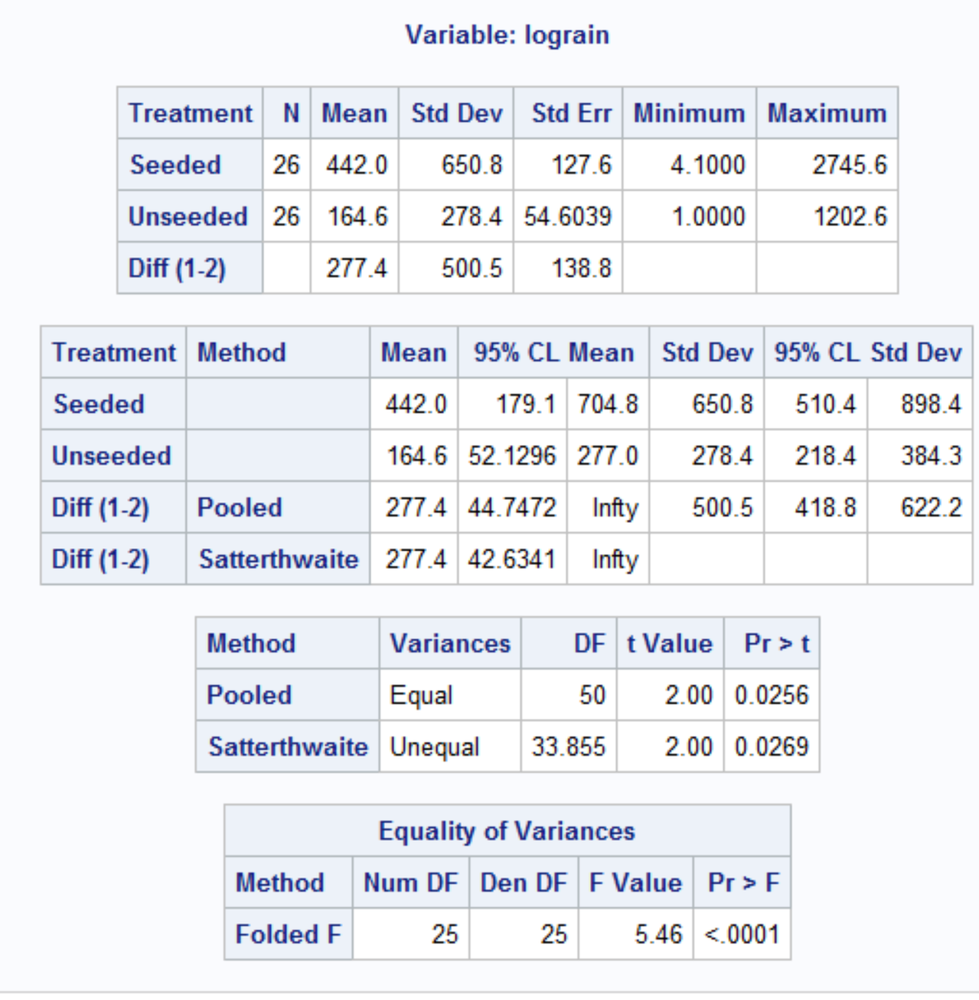 Variable: lograin
Treatment N Mean Std Dev Std Err Minimum Maximum
Seeded 26 442.0 650.8 127.6 4.1000 2745.6
Unseeded 26 164.6 278.4 54.6039 1.0000 1202.6
Diff (1-2) 277.4 500.5 138.8
Treatment Method Mean 95% CL Mean Std Dev 95% CL Std Dev
Seeded 442.0 179.1 704.8 650.8 510.4 898.4
Unseeded 164.6 52.1296 277.0 278.4 218.4 384.3
Diff (1-2) Pooled 277.4 44.7472 Infty 500.5 418.8 622.2
Diff (1-2) Satterthwaite 277.4 42.6341 Infty
Method Variances DF t Value Pr > t
Pooled Equal 50 2.00 0.0256
Satterthwaite Unequal 33.855 2.00 0.0269
Equality of Variances
Method Num DF Den DF F Value Pr > F
Folded F 25 25 5.46 <.0001